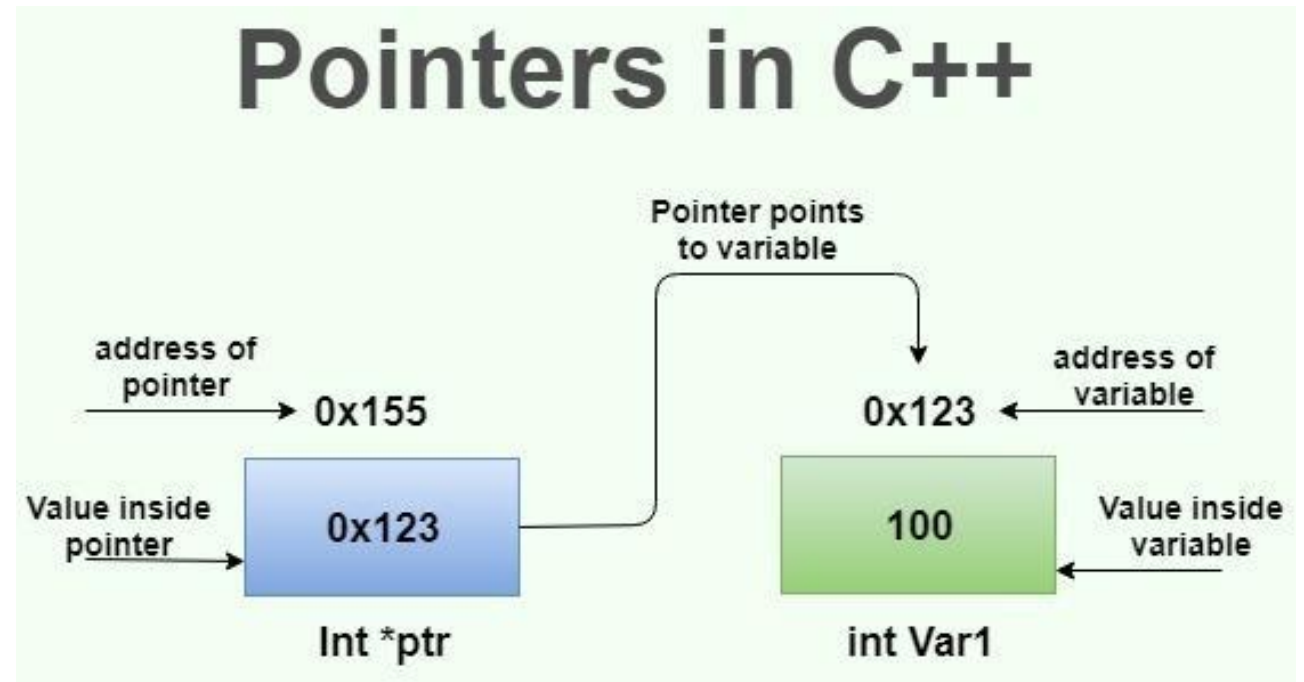 Pointers in C++
Pointer points
to variable
address of
pointer
0x155
0x123
address of
variable
Value inside
pointer
0x123
100
Value inside
variable
Int *ptr
int Var1